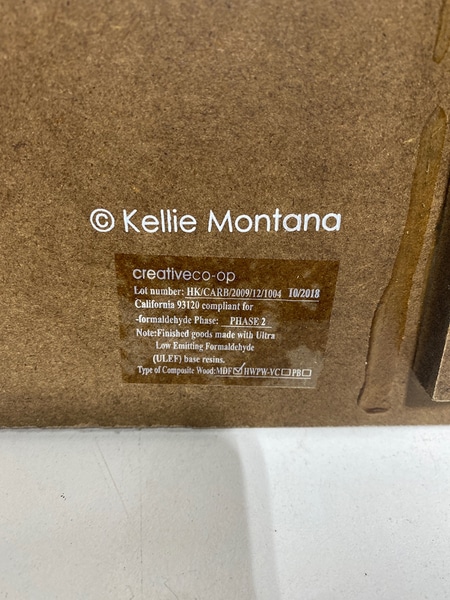 © Kellie Montana
creativeco-op
Lot number: HK/CARB/2009/12/1004 10/2018
California 93120 compliant for
-formaldehyde Phase: PHASE 2
Note:Finished goods made with Ultra
Low Emitting Formaldehyde
(ULEF) base resins.
Type of Composite Wood:MDF☑HWPW-VC☐PB☐